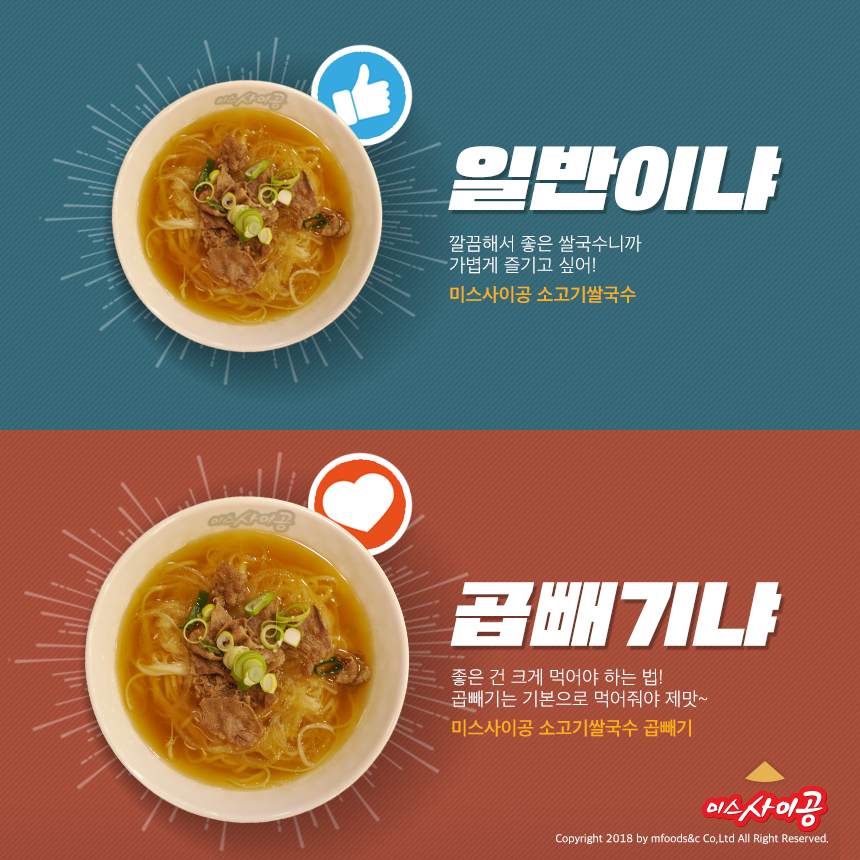 미스사이공
일반이냐
깔끔해서 좋은 쌀국수니까
가볍게 즐기고 싶어!
미스사이공 소고기쌀국수
미스사이공
곱빼기냐
좋은 건 크게 먹어야 하는 법!
곱빼기는 기본으로 먹어줘야 제맛~
미스사이공 소고기쌀국수 곱빼기
미스사이공
Copyright 2018 by mfoods&c Co,Ltd All Right Reserved.